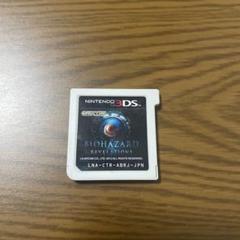 NINTENDO 3DS
BIOHAZARD
REVELATIONS
LNA-CTR-ABRJ-JPN